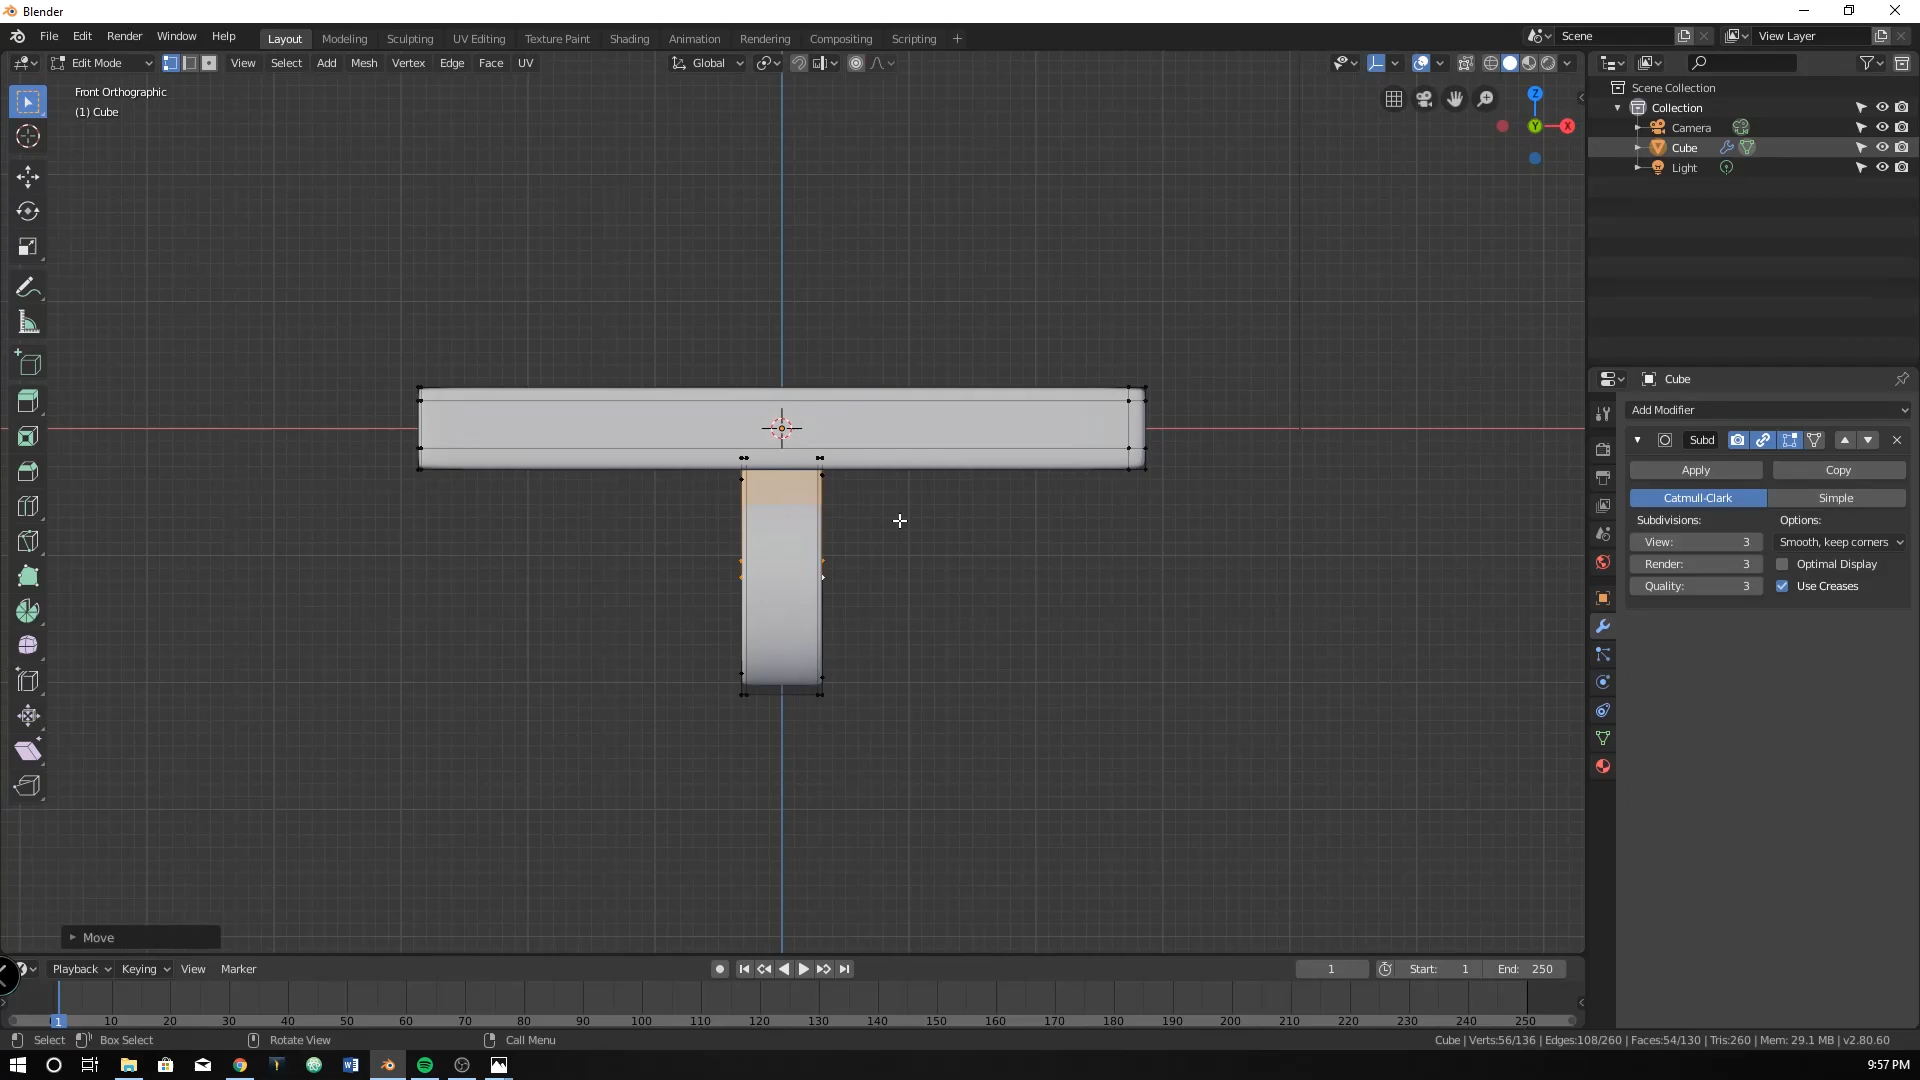 Blender
File Edit Render Window Help Layout Modeling Sculpting UV Editing Texture Paint Shading Animation Rendering Compositing Scripting + Scene View Layer
Edit Mode View Select Add Mesh Vertex Edge Face UV Global
Front Orthographic
(1) Cube
Z
Y X
Scene Collection
Collection
Camera
Cube
Light
Cube
Add Modifier
Subd
Apply Copy
Catmull-Clark Simple
Subdivisions: Options:
View: 3 Smooth, keep corners
Render: 3 Optimal Display
Quality: 3 Use Creases
Move
Playback Keying View Marker 1 Start: 1 End: 250
1 10 20 30 40 50 60 70 80 90 100 110 120 130 140 150 160 170 180 190 200 210 220 230 240 250
Select Box Select Rotate View Call Menu Cube | Verts:56/136 | Edges:108/260 | Faces:54/130 | Tris:260 | Mem: 29.1 MB | v2.80.60
9:57 PM